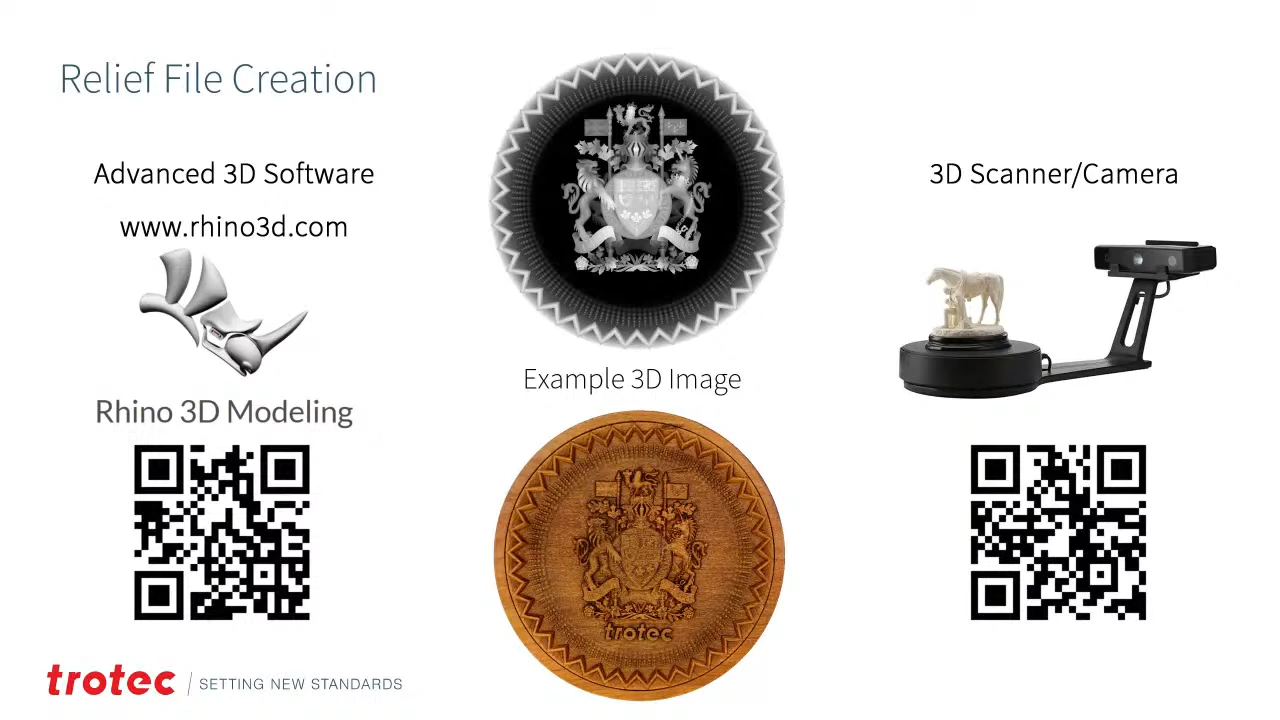 Relief File Creation
Advanced 3D Software
www.rhino3d.com
Rhino 3D Modeling
Example 3D Image
trotec
3D Scanner/Camera
trotec | SETTING NEW STANDARDS